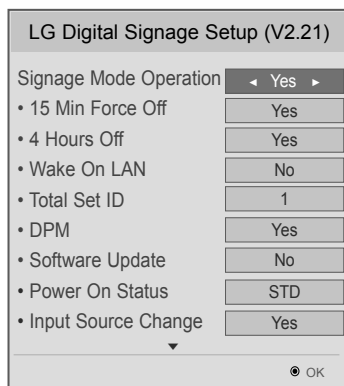 LG Digital Signage Setup (V2.21)
Signage Mode Operation ◄ Yes ►
• 15 Min Force Off Yes
• 4 Hours Off Yes
• Wake On LAN No
• Total Set ID 1
• DPM Yes
• Software Update No
• Power On Status STD
• Input Source Change Yes
▼
◉ OK